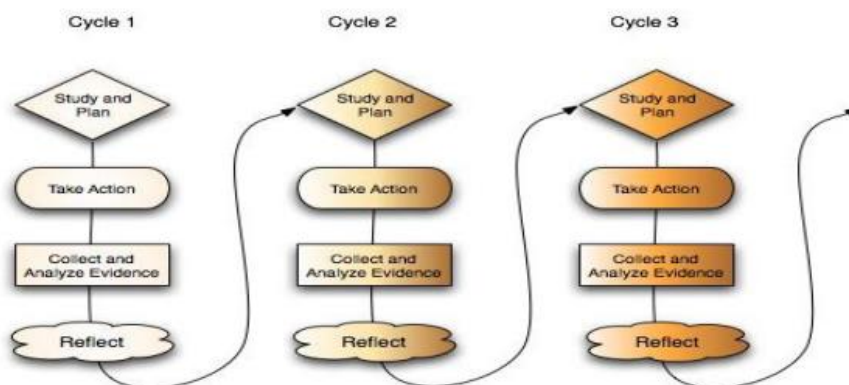 Cycle 1
Study and
Plan
Take Action
Collect and
Analyze Evidence
Reflect
Cycle 2
Study and
Plan
Take Action
Collect and
Analyze Evidence
Reflect
Cycle 3
Study and
Plan
Take Action
Collect and
Analyze Evidence
Reflect